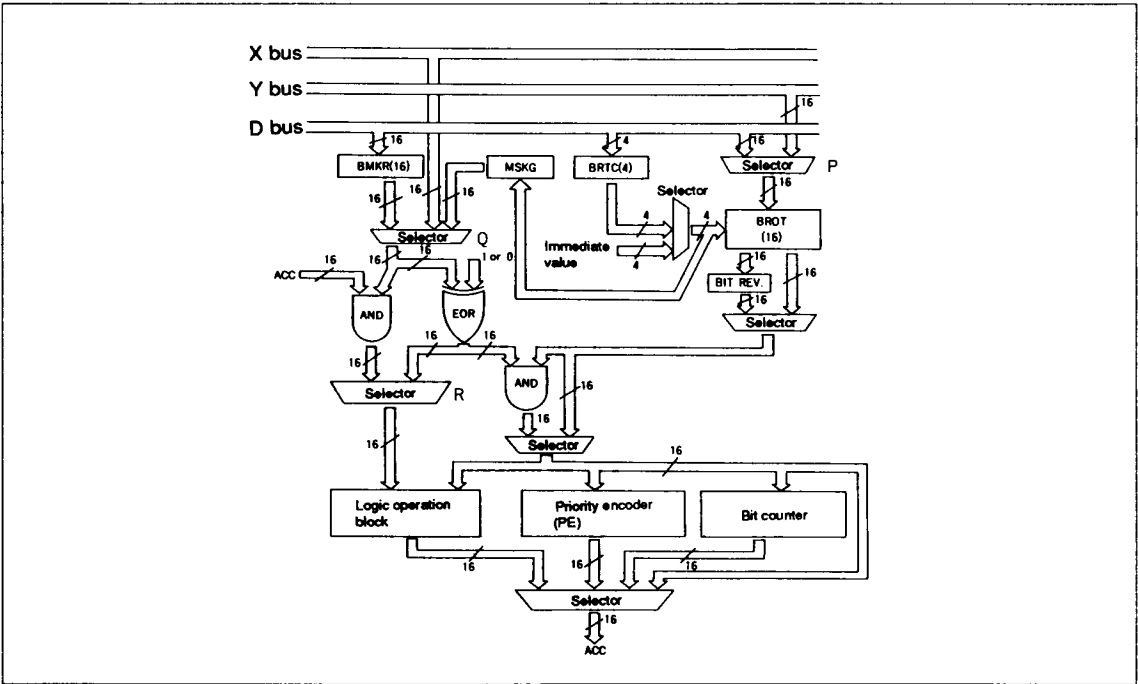 X bus
Y bus
16
D bus
16
4
16
BMKR(16)
MSKG
BRTC(4)
Selector
P
16
16
16
16
Selector
4
4
BROT
(16)
Selector
Q
Immediate
value
4
16
16
1 or 0
16
16
ACC
16
BIT REV.
16
AND
EOR
Selector
16
16
16
AND
16
Selector
R
16
Selector
16
16
Logic operation
block
Priority encoder
(PE)
Bit counter
16
16
16
Selector
16
ACC